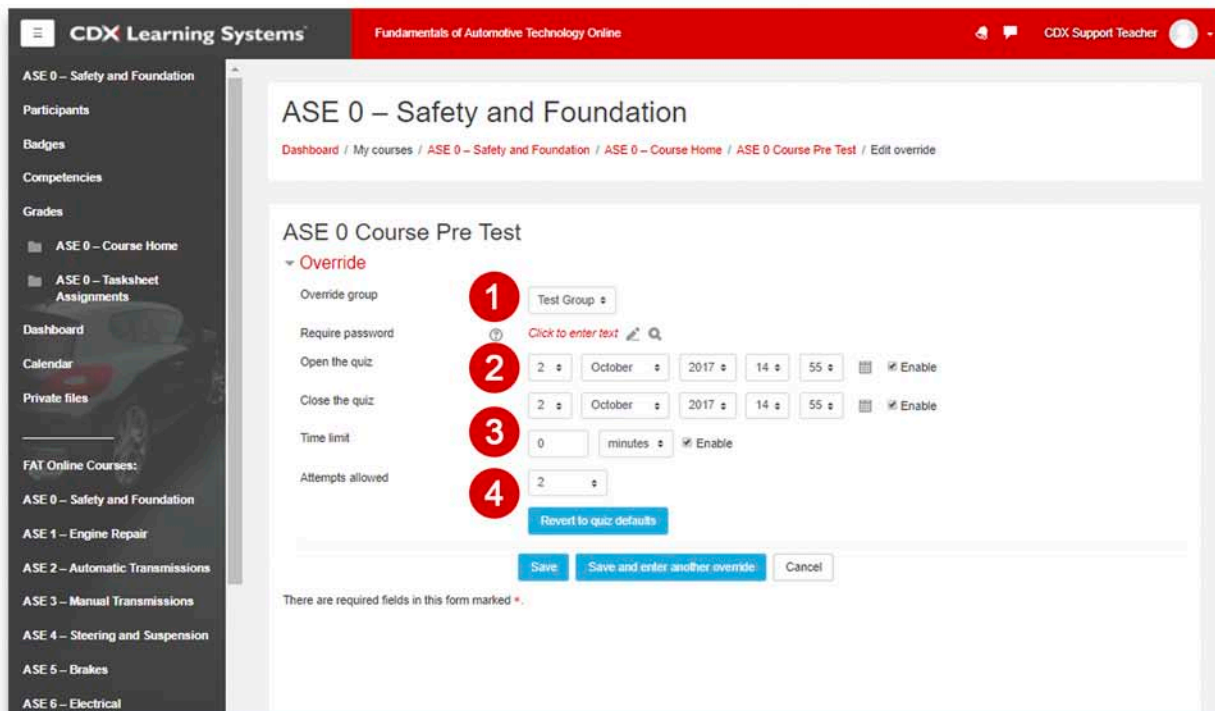 CDX Learning Systems
Fundamentals of Automotive Technology Online
CDX Support Teacher
ASE 0 – Safety and Foundation
Participants
Badges
Competencies
Grades
ASE 0 – Course Home
ASE 0 – Tasksheet
Assignments
Dashboard
Calendar
Private files
FAT Online Courses:
ASE 0 – Safety and Foundation
ASE 1 – Engine Repair
ASE 2 – Automatic Transmissions
ASE 3 – Manual Transmissions
ASE 4 – Steering and Suspension
ASE 5 – Brakes
ASE 6 – Electrical
ASE 0 – Safety and Foundation
Dashboard / My courses / ASE 0 – Safety and Foundation / ASE 0 – Course Home / ASE 0 Course Pre Test / Edit override
ASE 0 Course Pre Test
Override
Override group 1 Test Group
Require password ? Click to enter text
Open the quiz 2 2 October 2017 14 55 Enable
Close the quiz 2 October 2017 14 55 Enable
Time limit 3 0 minutes Enable
Attempts allowed 4 2
Revert to quiz defaults
Save Save and enter another override Cancel
There are required fields in this form marked *.